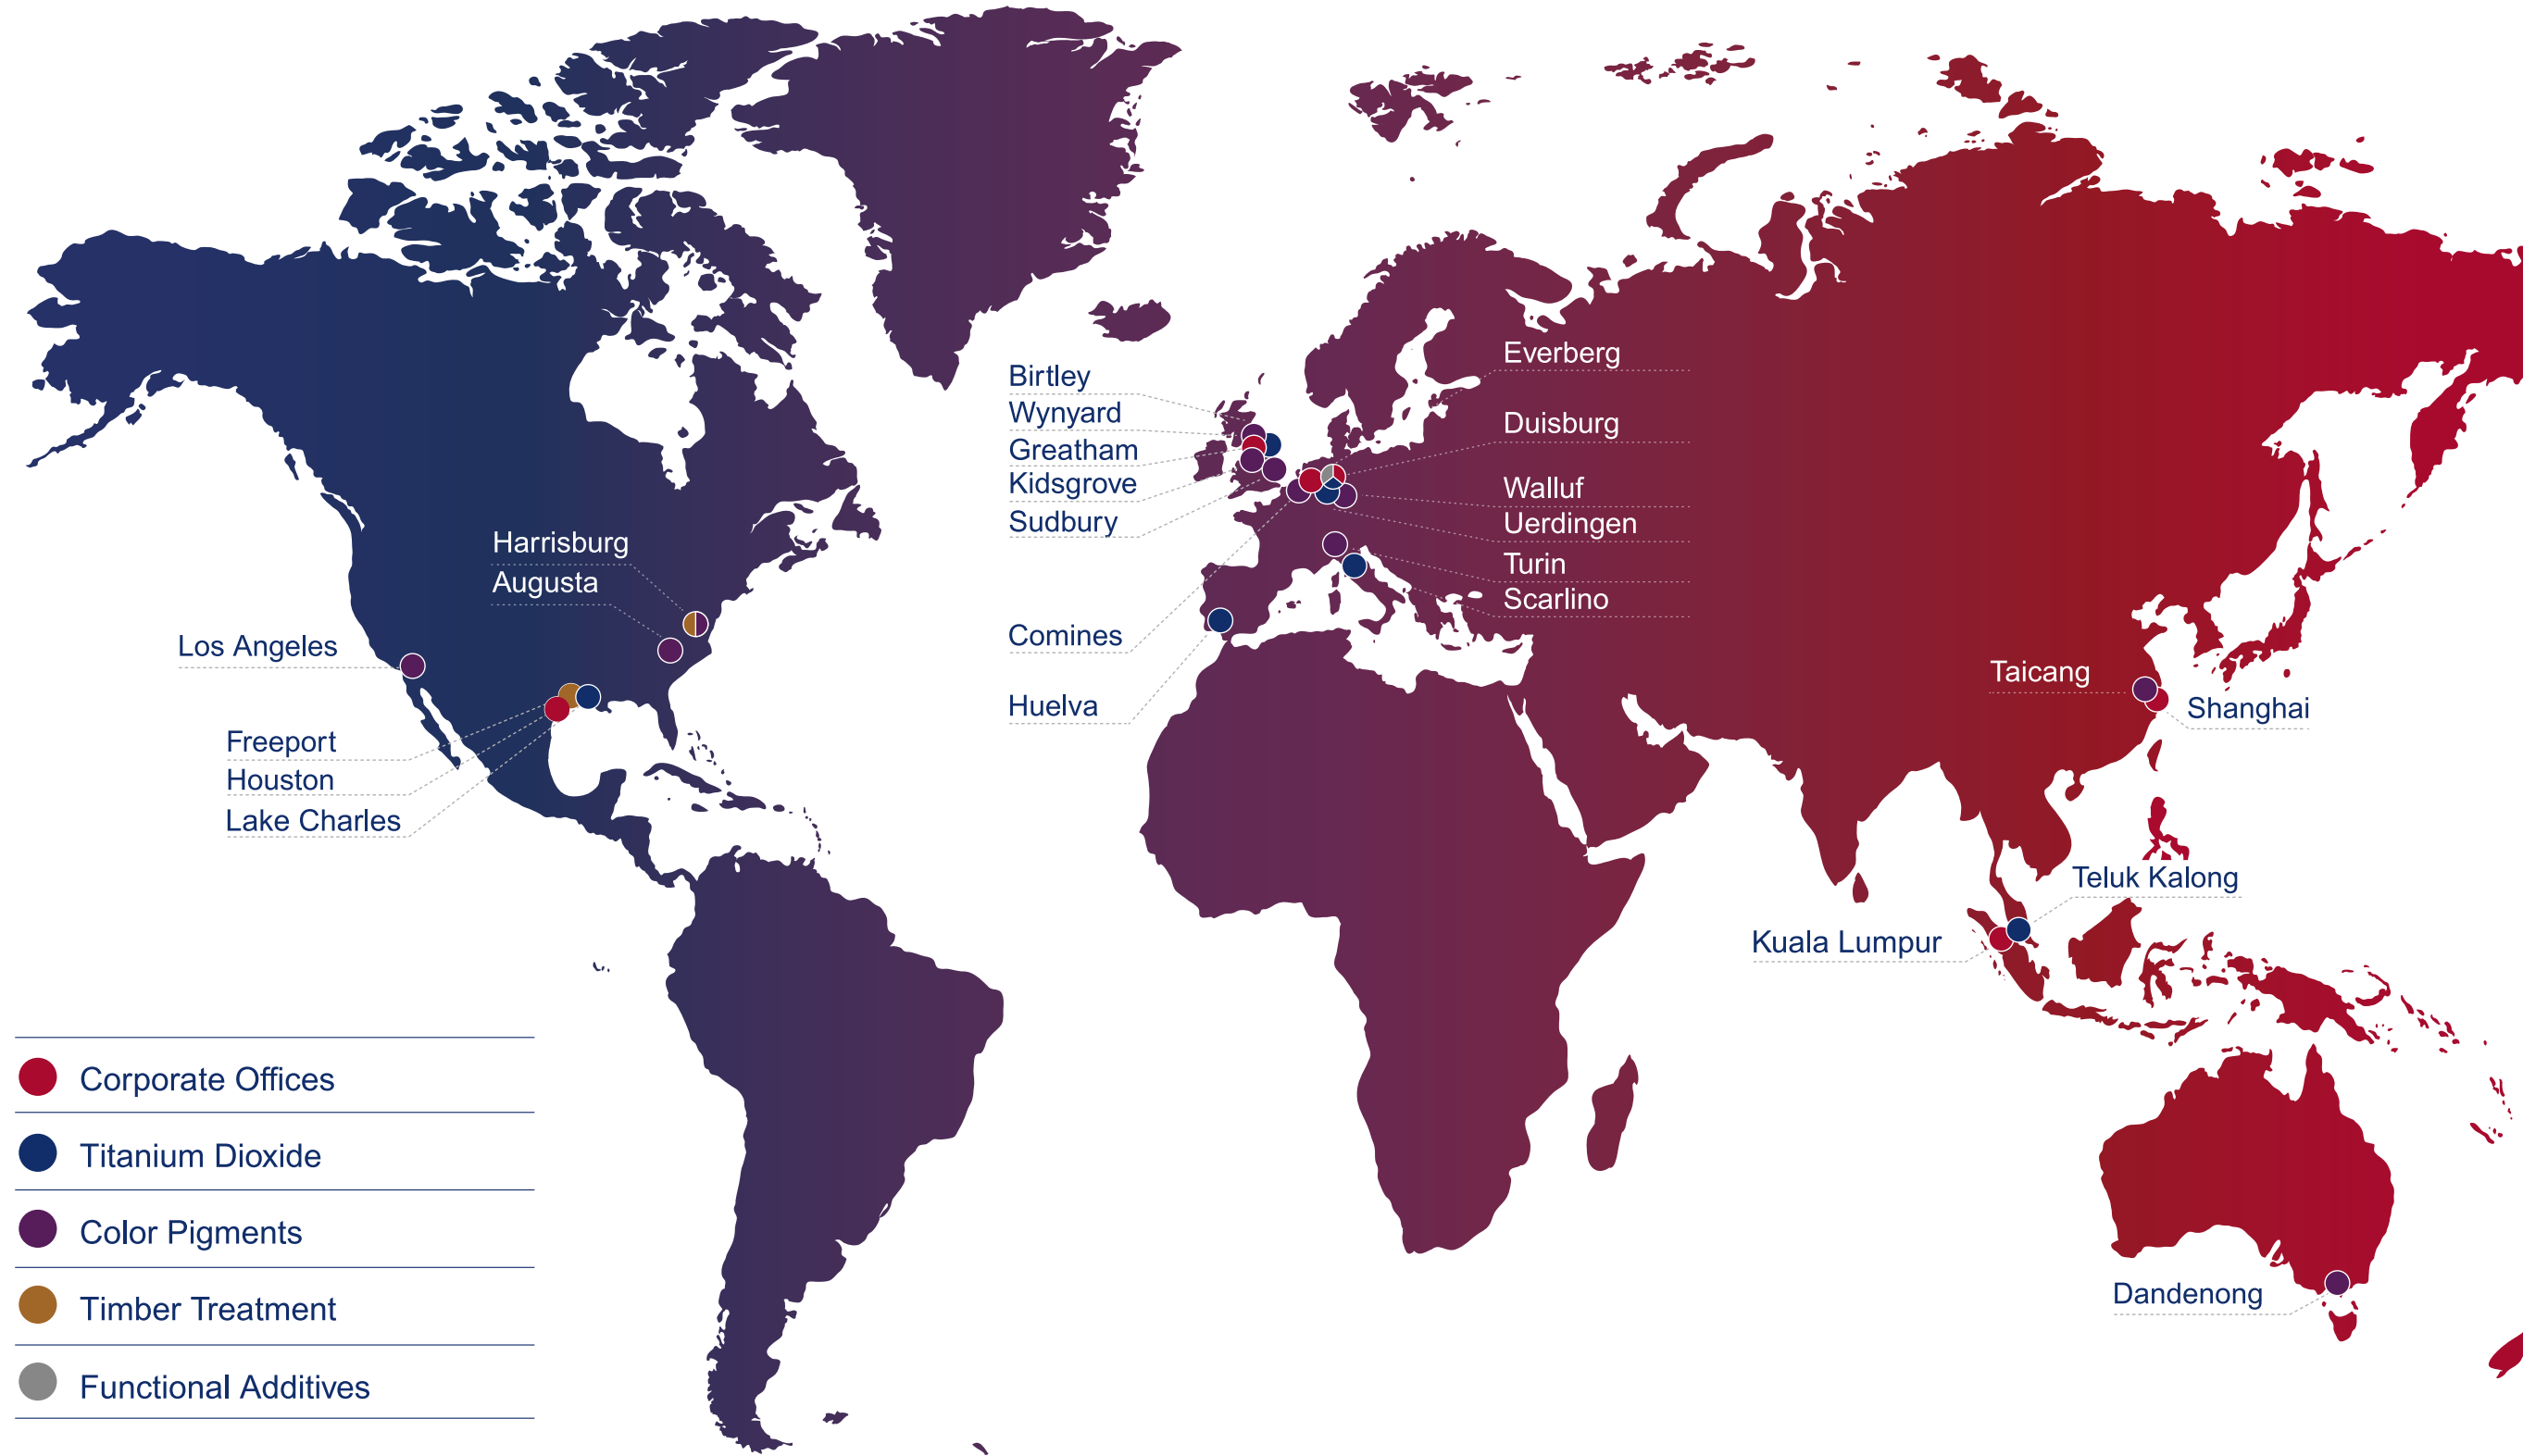 Harrisburg
Augusta
Los Angeles
Freeport
Houston
Lake Charles
Birtley
Wynyard
Greatham
Kidsgrove
Sudbury
Comines
Huelva
Everberg
Duisburg
Walluf
Uerdingen
Turin
Scarlino
Taicang
Shanghai
Teluk Kalong
Kuala Lumpur
Dandenong
Corporate Offices
Titanium Dioxide
Color Pigments
Timber Treatment
Functional Additives